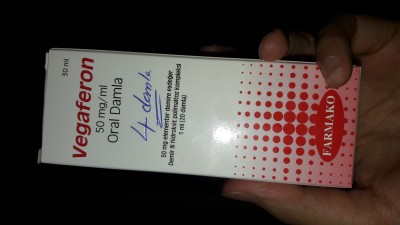 30 ml
Vegaferon
50 mg/ml
Oral Damla
4 damla
50 mg elementer demire eşdeğer
Demir III hidroksit polimaltoz kompleksi
1 ml (20 damla)
FARMAKO